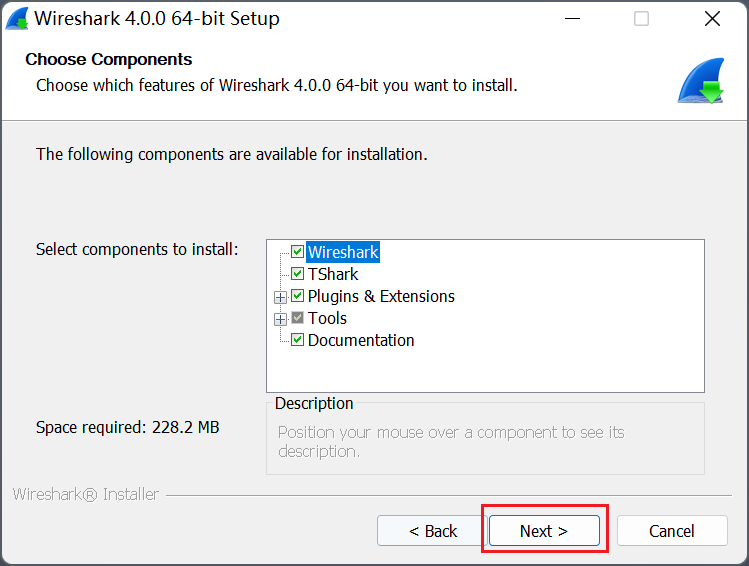 Wireshark 4.0.0 64-bit Setup
Choose Components
Choose which features of Wireshark 4.0.0 64-bit you want to install.
The following components are available for installation.
Select components to install:
Wireshark
TShark
Plugins & Extensions
Tools
Documentation
Space required: 228.2 MB
Description
Position your mouse over a component to see its
description.
Wireshark® Installer
< Back
Next >
Cancel